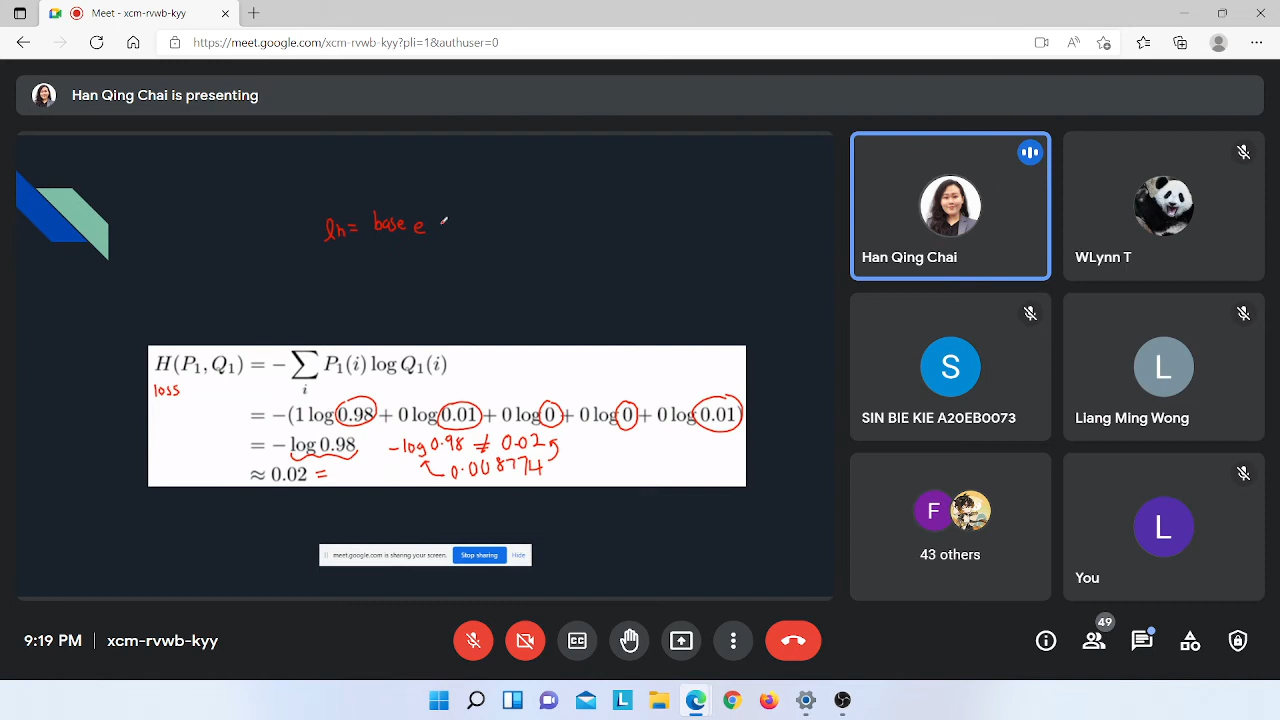 Meet - xcm-rvwb-kyy
https://meet.google.com/xcm-rvwb-kyy?pli=1&authuser=0
Han Qing Chai is presenting
ln = base e
H(P₁, Q₁) = − ∑ᵢ P₁(i) log Q₁(i)
loss
= −(1 log 0.98 + 0 log 0.01 + 0 log 0 + 0 log 0 + 0 log 0.01)
= − log 0.98 -log 0.98 ≠ 0.02
≈ 0.02 = 0.008774
meet.google.com is sharing your screen. Stop sharing Hide
Han Qing Chai
WLynn T
S
SIN BIE KIE A20EB0073
L
Liang Ming Wong
F
43 others
L
You
9:19 PM | xcm-rvwb-kyy
49